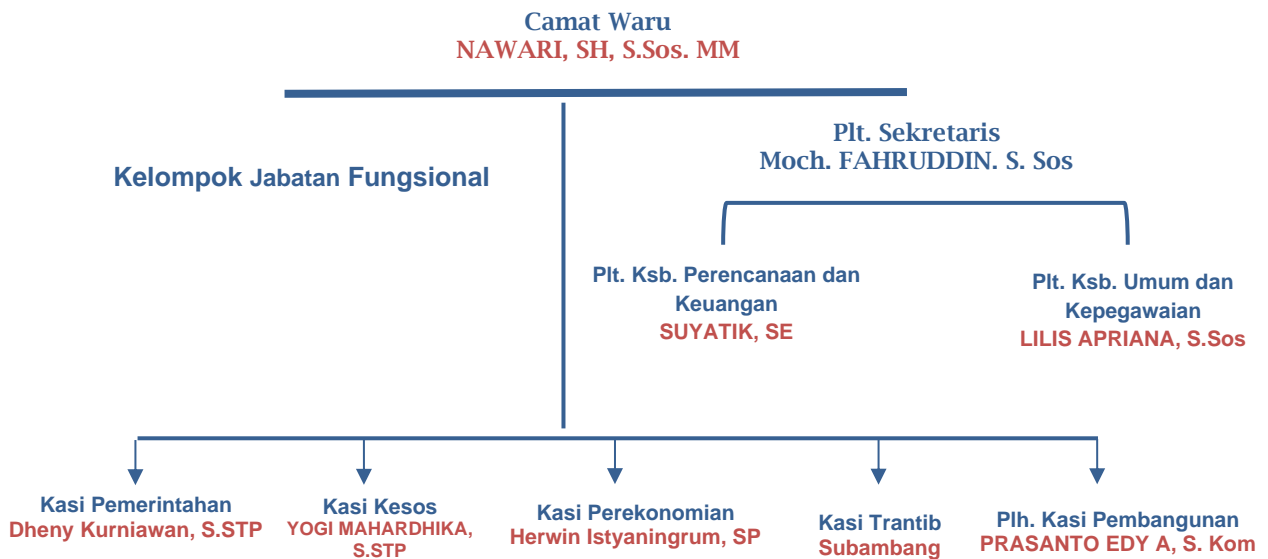 Camat Waru
NAWARI, SH, S.Sos. MM
Plt. Sekretaris
Moch. FAHRUDDIN. S. Sos
Kelompok Jabatan Fungsional
Plt. Ksb. Perencanaan dan
Keuangan
SUYATIK, SE
Plt. Ksb. Umum dan
Kepegawaian
LILIS APRIANA, S.Sos
Kasi Pemerintahan
Dheny Kurniawan, S.STP
Kasi Kesos
YOGI MAHARDHIKA,
S.STP
Kasi Perekonomian
Herwin Istyaningrum, SP
Kasi Trantib
Subambang
Plh. Kasi Pembangunan
PRASANTO EDY A, S. Kom